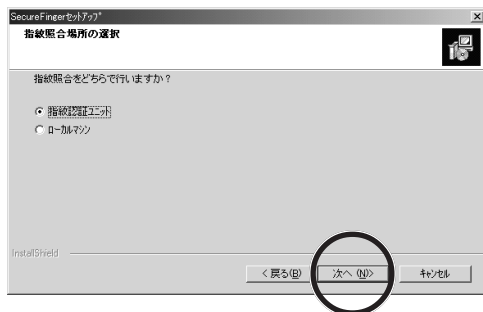 SecureFingerセットアップ
指紋照合場所の選択
指紋照合をどちらで行いますか？
指紋認証ユニット
ローカルマシン
InstallShield
< 戻る(B)
次へ (N)>
キャンセル